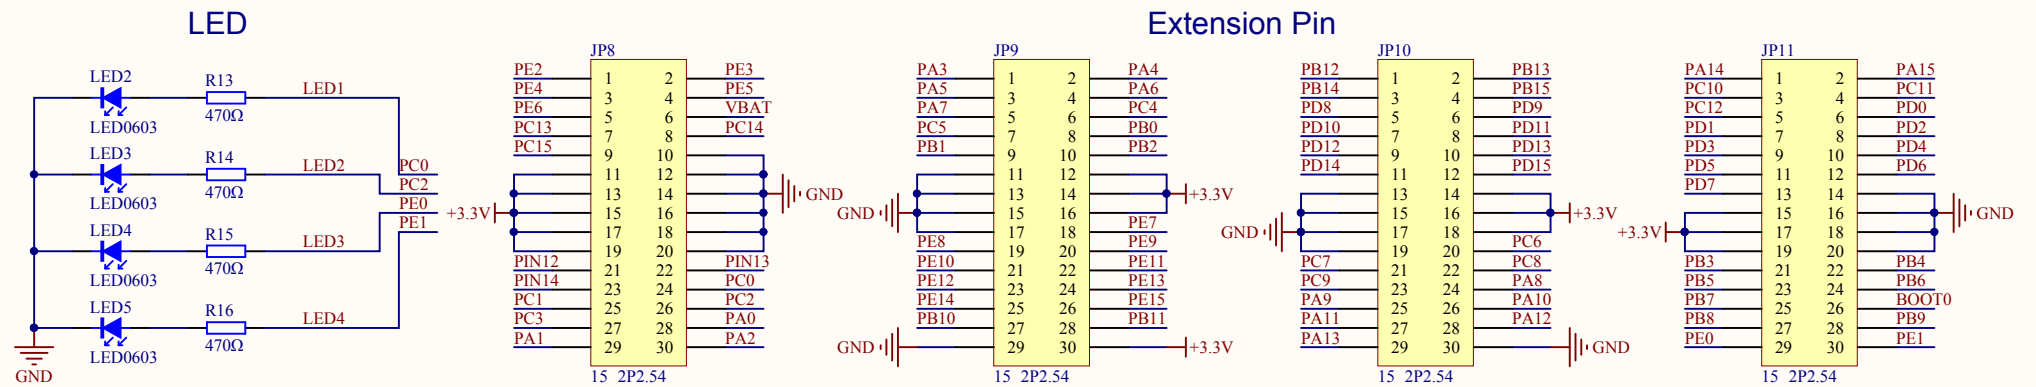 LED
Extension Pin
LED2 R13 LED1
LED0603 470Ω
LED3 R14 LED2 PC0
LED0603 470Ω PC2
LED4 R15 LED3 PE0
LED0603 470Ω PE1
LED5 R16 LED4
LED0603 470Ω
GND
JP8
PE2 1 2 PE3
PE4 3 4 PE5
PE6 5 6 VBAT
PC13 7 8 PC14
PC15 9 10
11 12
13 14 GND
+3.3V 15 16
17 18
19 20
PIN12 21 22 PIN13
PIN14 23 24 PC0
PC1 25 26 PC2
PC3 27 28 PA0
PA1 29 30 PA2
15 2P2.54
JP9
PA3 1 2 PA4
PA5 3 4 PA6
PA7 5 6 PC4
PC5 7 8 PB0
PB1 9 10 PB2
11 12
13 14 +3.3V
GND 15 16
17 18 PE7
PE8 19 20 PE9
PE10 21 22 PE11
PE12 23 24 PE13
PE14 25 26 PE15
PB10 27 28 PB11
GND 29 30 +3.3V
15 2P2.54
JP10
PB12 1 2 PB13
PB14 3 4 PB15
PD8 5 6 PD9
PD10 7 8 PD11
PD12 9 10 PD13
PD14 11 12 PD15
13 14
15 16 +3.3V
GND 17 18
19 20 PC6
PC7 21 22 PC8
PC9 23 24 PA8
PA9 25 26 PA10
PA11 27 28 PA12
PA13 29 30 GND
15 2P2.54
JP11
PA14 1 2 PA15
PC10 3 4 PC11
PC12 5 6 PD0
PD1 7 8 PD2
PD3 9 10 PD4
PD5 11 12 PD6
PD7 13 14
15 16 GND
+3.3V 17 18
19 20
PB3 21 22 PB4
PB5 23 24 PB6
PB7 25 26 BOOT0
PB8 27 28 PB9
PE0 29 30 PE1
15 2P2.54